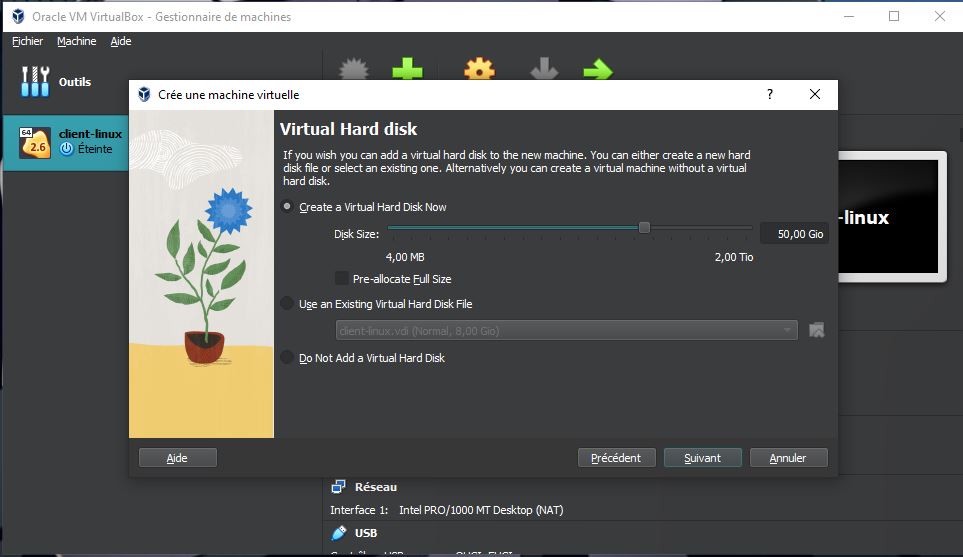 Oracle VM VirtualBox - Gestionnaire de machines
Fichier Machine Aide
Outils
64
2.6
client-linux
Éteinte
Crée une machine virtuelle
?
Virtual Hard disk
If you wish you can add a virtual hard disk to the new machine. You can either create a new hard
disk file or select an existing one. Alternatively you can create a virtual machine without a virtual
hard disk.
Create a Virtual Hard Disk Now
Disk Size:
50,00 Gio
4,00 MB
2,00 Tio
Pre-allocate Full Size
Use an Existing Virtual Hard Disk File
client-linux.vdi (Normal, 8,00 Gio)
Do Not Add a Virtual Hard Disk
Aide
Précédent
Suivant
Annuler
-linux
Réseau
Interface 1: Intel PRO/1000 MT Desktop (NAT)
USB